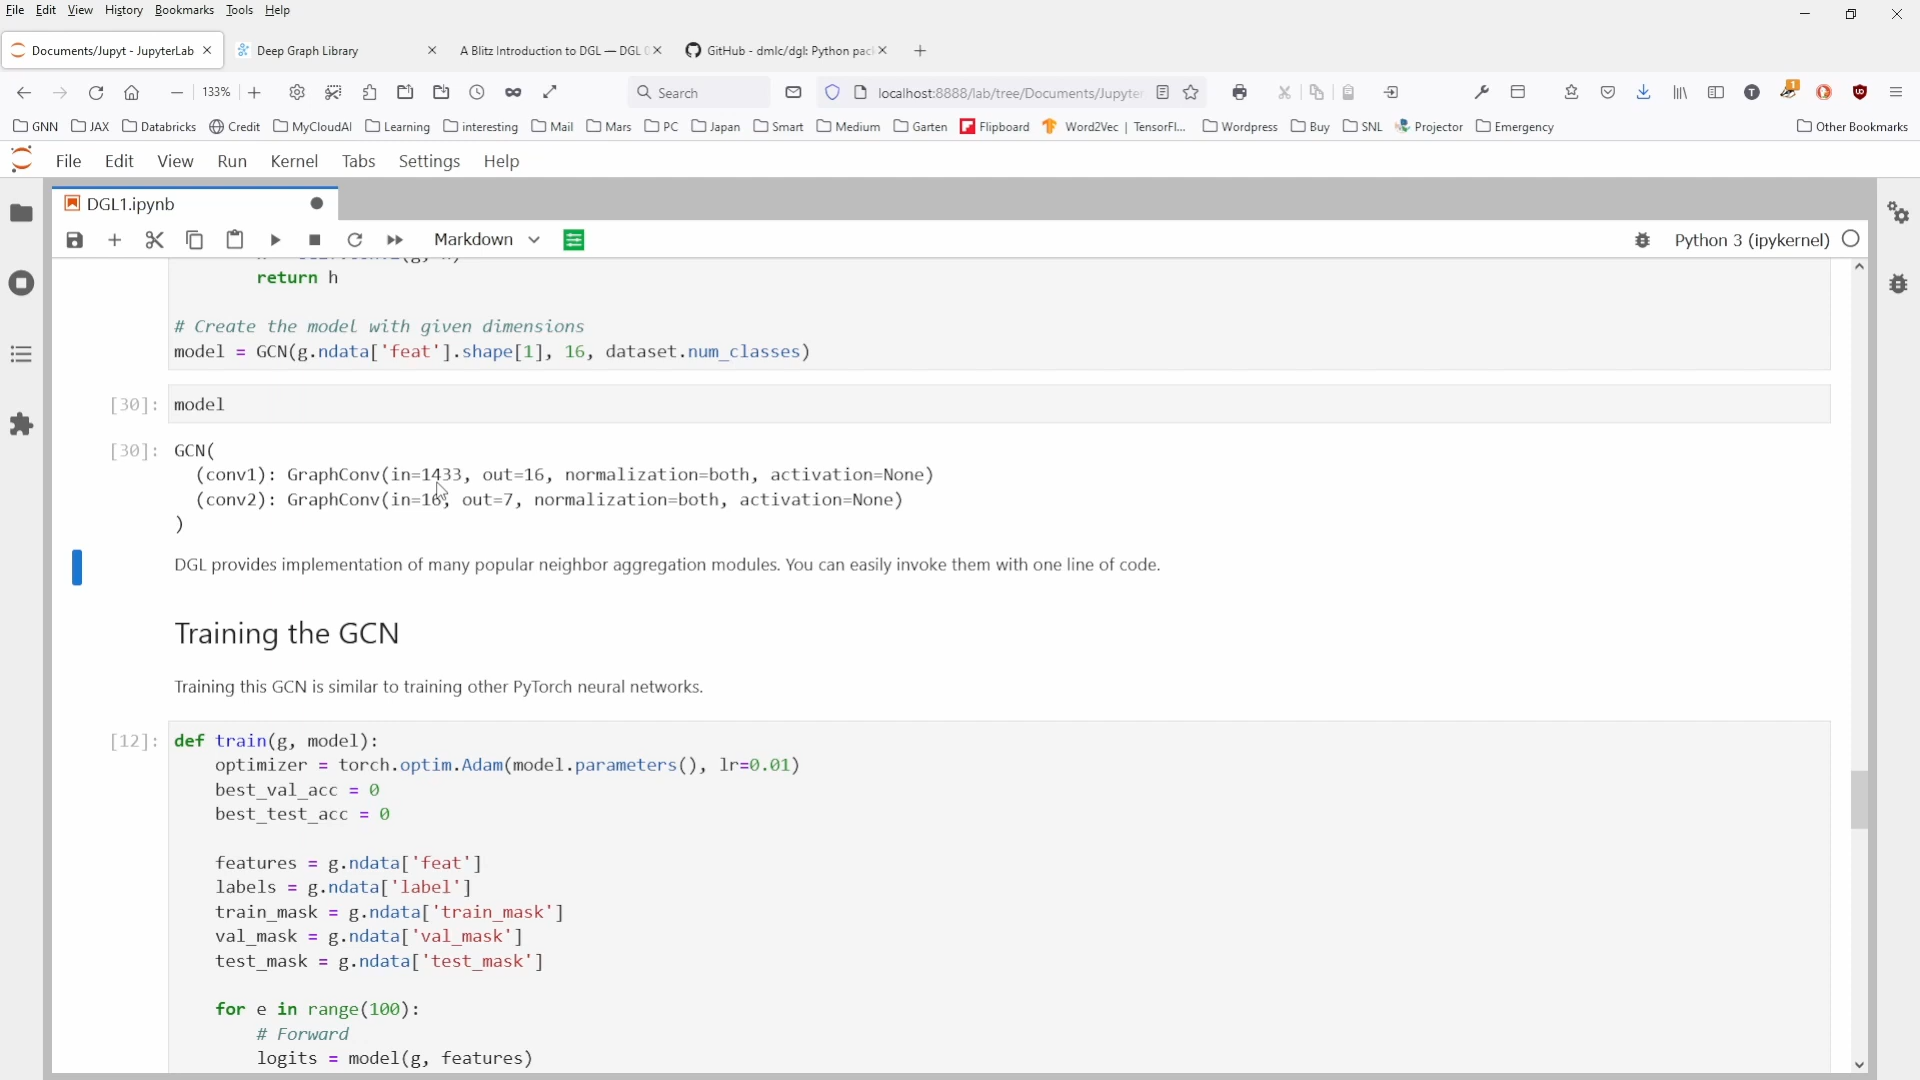 File Edit View History Bookmarks Tools Help
Documents/Jupyt - JupyterLab
Deep Graph Library
A Blitz Introduction to DGL — DGL
GitHub - dmlc/dgl: Python pac
133%
Search
localhost:8888/lab/tree/Documents/Jupyter
GNN JAX Databricks Credit MyCloudAI Learning interesting Mail Mars PC Japan Smart Medium Garten Flipboard Word2Vec | TensorFl... Wordpress Buy SNL Projector Emergency Other Bookmarks
File Edit View Run Kernel Tabs Settings Help
DGL1.ipynb
Markdown
Python 3 (ipykernel)
return h
# Create the model with given dimensions
model = GCN(g.ndata['feat'].shape[1], 16, dataset.num_classes)
[30]: model
[30]: GCN(
(conv1): GraphConv(in=1433, out=16, normalization=both, activation=None)
(conv2): GraphConv(in=16, out=7, normalization=both, activation=None)
)
DGL provides implementation of many popular neighbor aggregation modules. You can easily invoke them with one line of code.
Training the GCN
Training this GCN is similar to training other PyTorch neural networks.
[12]: def train(g, model):
optimizer = torch.optim.Adam(model.parameters(), lr=0.01)
best_val_acc = 0
best_test_acc = 0
features = g.ndata['feat']
labels = g.ndata['label']
train_mask = g.ndata['train_mask']
val_mask = g.ndata['val_mask']
test_mask = g.ndata['test_mask']
for e in range(100):
# Forward
logits = model(g, features)